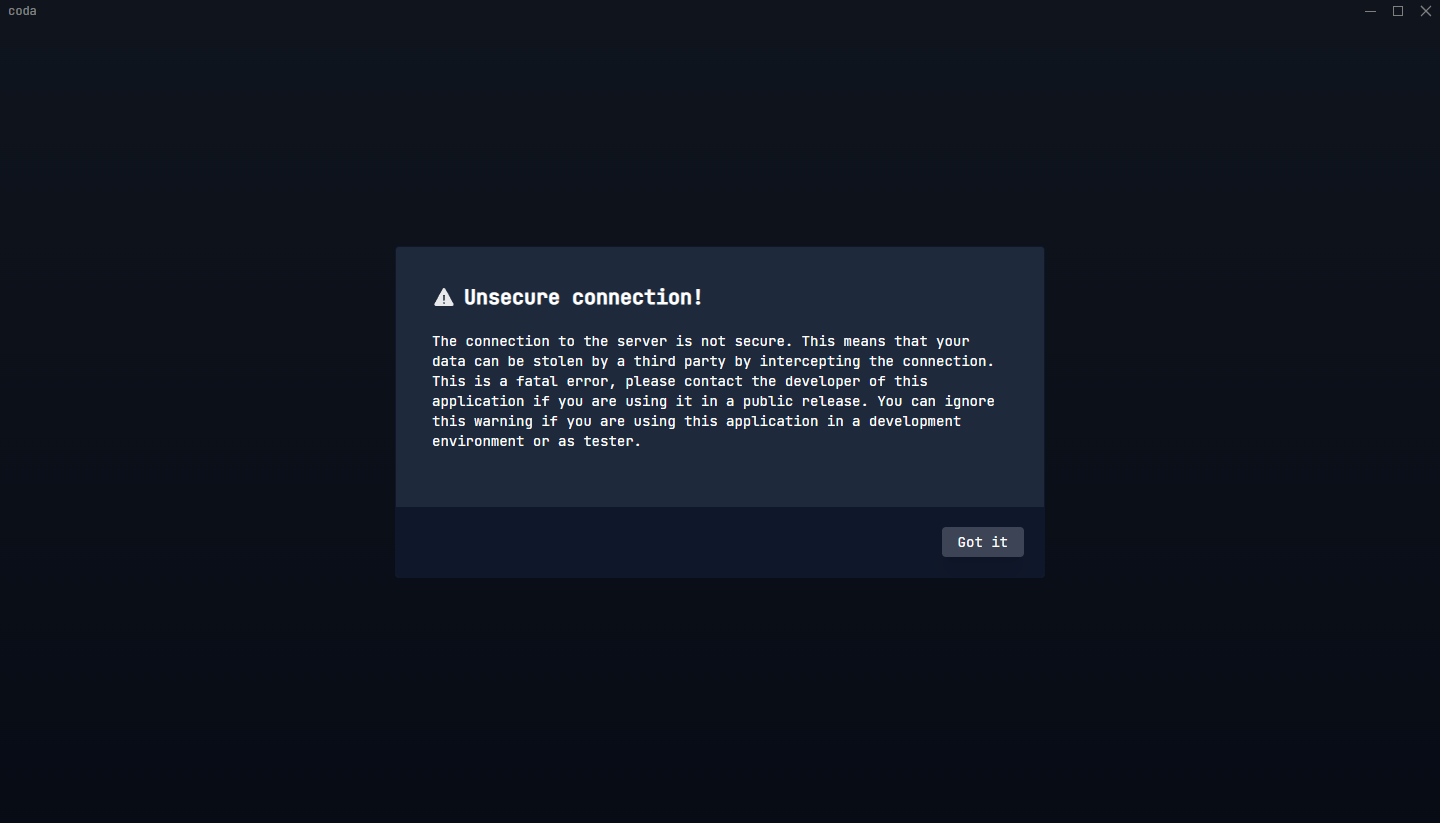 coda
Unsecure connection!
The connection to the server is not secure. This means that your
data can be stolen by a third party by intercepting the connection.
This is a fatal error, please contact the developer of this
application if you are using it in a public release. You can ignore
this warning if you are using this application in a development
environment or as tester.
Got it